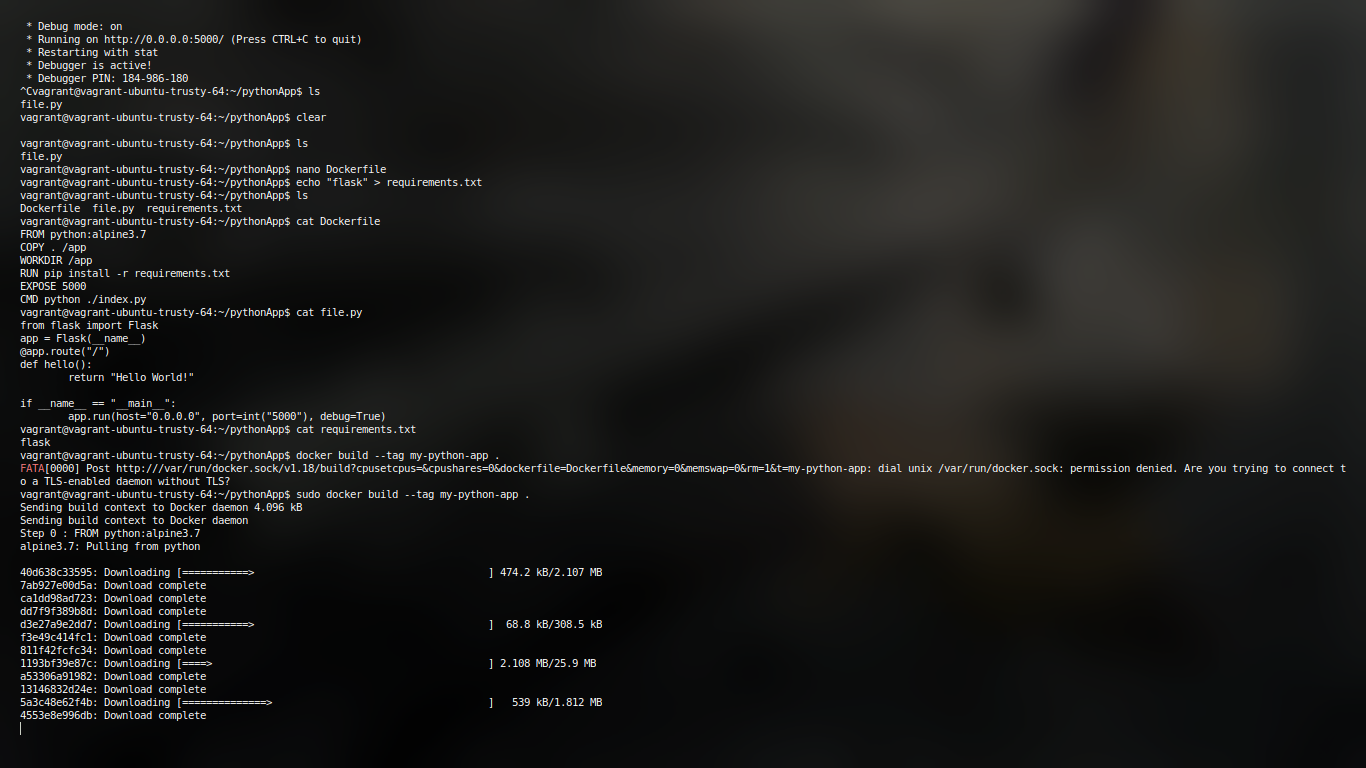 * Debug mode: on
 * Running on http://0.0.0.0:5000/ (Press CTRL+C to quit)
 * Restarting with stat
 * Debugger is active!
 * Debugger PIN: 184-986-180
^Cvagrant@vagrant-ubuntu-trusty-64:~/pythonApp$ ls
file.py
vagrant@vagrant-ubuntu-trusty-64:~/pythonApp$ clear

vagrant@vagrant-ubuntu-trusty-64:~/pythonApp$ ls
file.py
vagrant@vagrant-ubuntu-trusty-64:~/pythonApp$ nano Dockerfile
vagrant@vagrant-ubuntu-trusty-64:~/pythonApp$ echo "flask" > requirements.txt
vagrant@vagrant-ubuntu-trusty-64:~/pythonApp$ ls
Dockerfile  file.py  requirements.txt
vagrant@vagrant-ubuntu-trusty-64:~/pythonApp$ cat Dockerfile
FROM python:alpine3.7
COPY . /app
WORKDIR /app
RUN pip install -r requirements.txt
EXPOSE 5000
CMD python ./index.py
vagrant@vagrant-ubuntu-trusty-64:~/pythonApp$ cat file.py
from flask import Flask
app = Flask(__name__)
@app.route("/")
def hello():
        return "Hello World!"

if __name__ == "__main__":
        app.run(host="0.0.0.0", port=int("5000"), debug=True)
vagrant@vagrant-ubuntu-trusty-64:~/pythonApp$ cat requirements.txt
flask
vagrant@vagrant-ubuntu-trusty-64:~/pythonApp$ docker build --tag my-python-app .
FATA[0000] Post http:///var/run/docker.sock/v1.18/build?cpusetcpus=&cpushares=0&dockerfile=Dockerfile&memory=0&memswap=0&rm=1&t=my-python-app: dial unix /var/run/docker.sock: permission denied. Are you trying to connect t
o a TLS-enabled daemon without TLS?
vagrant@vagrant-ubuntu-trusty-64:~/pythonApp$ sudo docker build --tag my-python-app .
Sending build context to Docker daemon 4.096 kB
Sending build context to Docker daemon
Step 0 : FROM python:alpine3.7
alpine3.7: Pulling from python

40d638c33595: Downloading [===========>                                       ] 474.2 kB/2.107 MB
7ab927e00d5a: Download complete
ca1dd98ad723: Download complete
dd7f9f389b8d: Download complete
d3e27a9e2dd7: Downloading [===========>                                       ]  68.8 kB/308.5 kB
f3e49c414fc1: Download complete
811f42fcfc34: Download complete
1193bf39e87c: Downloading [====>                                              ] 2.108 MB/25.9 MB
a53306a91982: Download complete
13146832d24e: Download complete
5a3c48e62f4b: Downloading [==============>                                    ]   539 kB/1.812 MB
4553e8e996db: Download complete